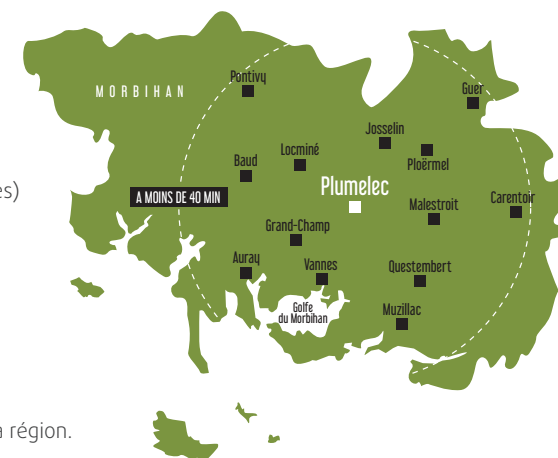 Pontivy
MORBIHAN
Guer
Josselin
Locminé
Ploërmel
Baud
es)
Plumelec
A MOINS DE 40 MIN
Malestroit
Carentoir
Grand-Champ
Auray
Vannes
Questembert
Golfe
du Morbihan
Muzillac
a région.